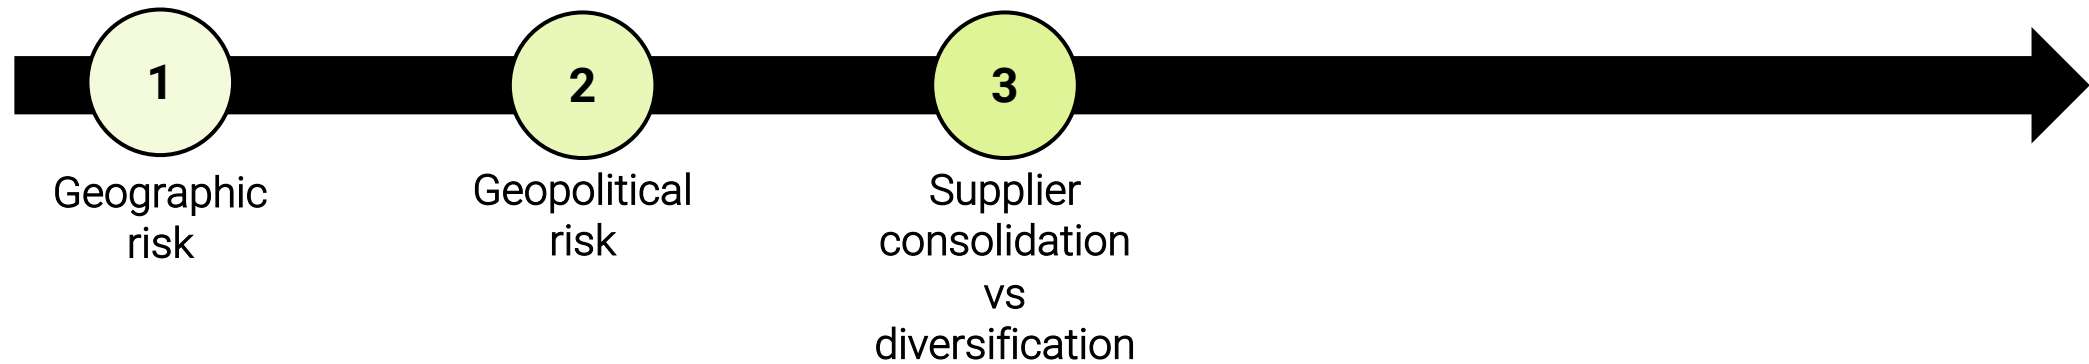 1
Geographic
risk
2
Geopolitical
risk
3
Supplier
consolidation
vs
diversification